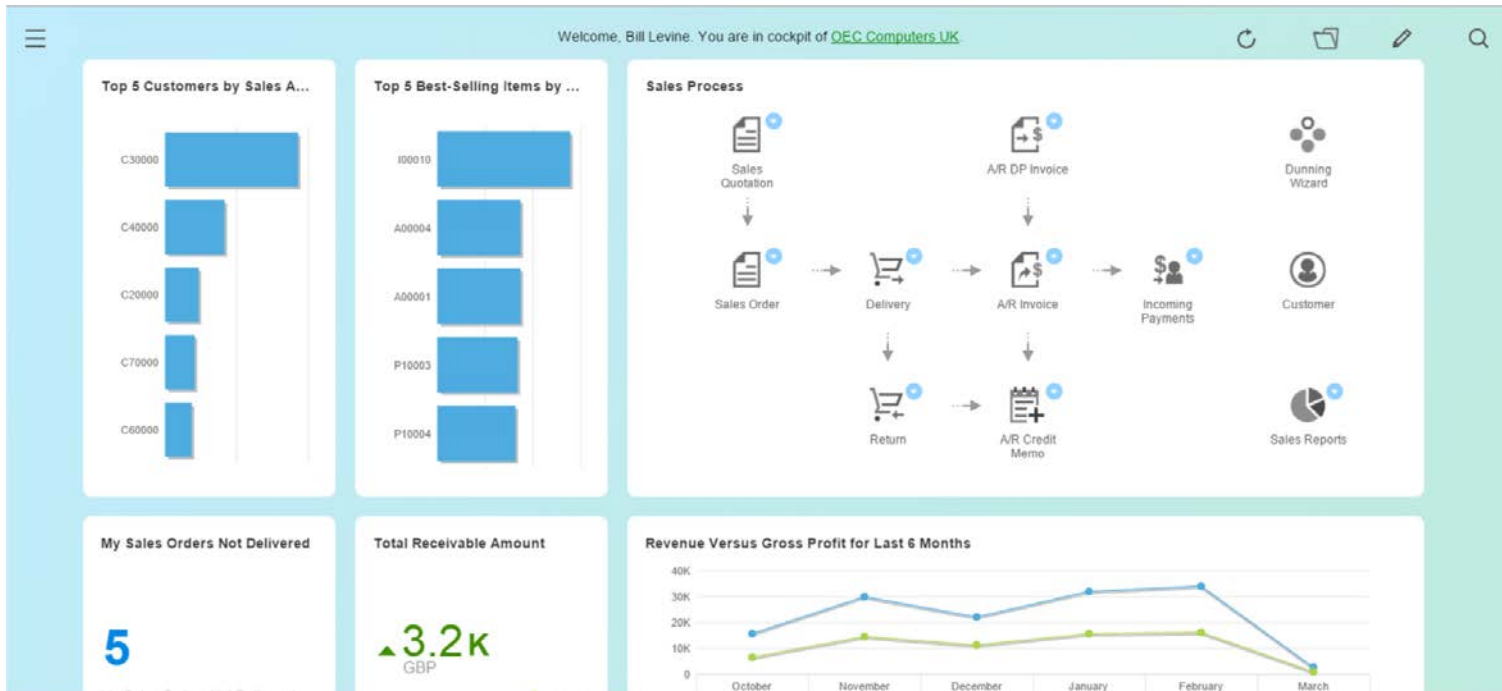 Welcome, Bill Levine. You are in cockpit of OEC Computers UK.
Top 5 Customers by Sales A...
C30000
C40000
C20000
C70000
C60000
Top 5 Best-Selling Items by ...
I00010
A00004
A00001
P10003
P10004
Sales Process
Sales
Quotation
A/R DP Invoice
Dunning
Wizard
Sales Order
Delivery
A/R Invoice
Incoming
Payments
Customer
Return
A/R Credit
Memo
Sales Reports
My Sales Orders Not Delivered
5
Total Receivable Amount
3.2K
GBP
Revenue Versus Gross Profit for Last 6 Months
40K
30K
20K
10K
0
October
November
December
January
February
March